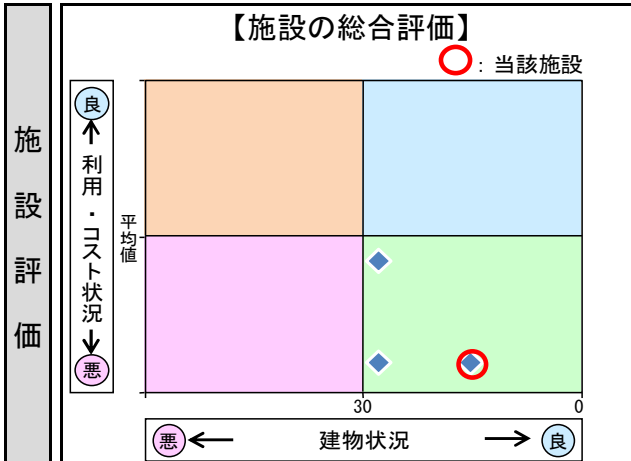 施設評価
【施設の総合評価】
：当該施設
良
利用・コスト状況
悪
平均値
30
0
悪
建物状況
良